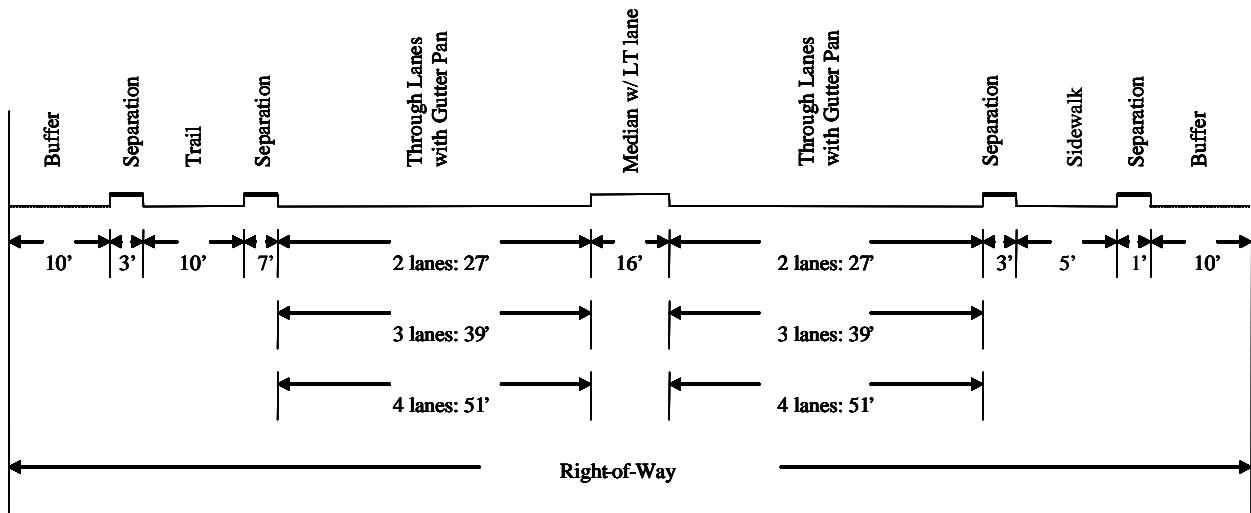 Buffer
Separation
Trail
Separation
Through Lanes
with Gutter Pan
Median w/ LT lane
Through Lanes
with Gutter Pan
Separation
Sidewalk
Separation
Buffer
10’ 3’ 10’ 7’ 2 lanes: 27’ 16’ 2 lanes: 27’ 3’ 5’ 1’ 10’
3 lanes: 39’ 3 lanes: 39’
4 lanes: 51’ 4 lanes: 51’
Right-of-Way